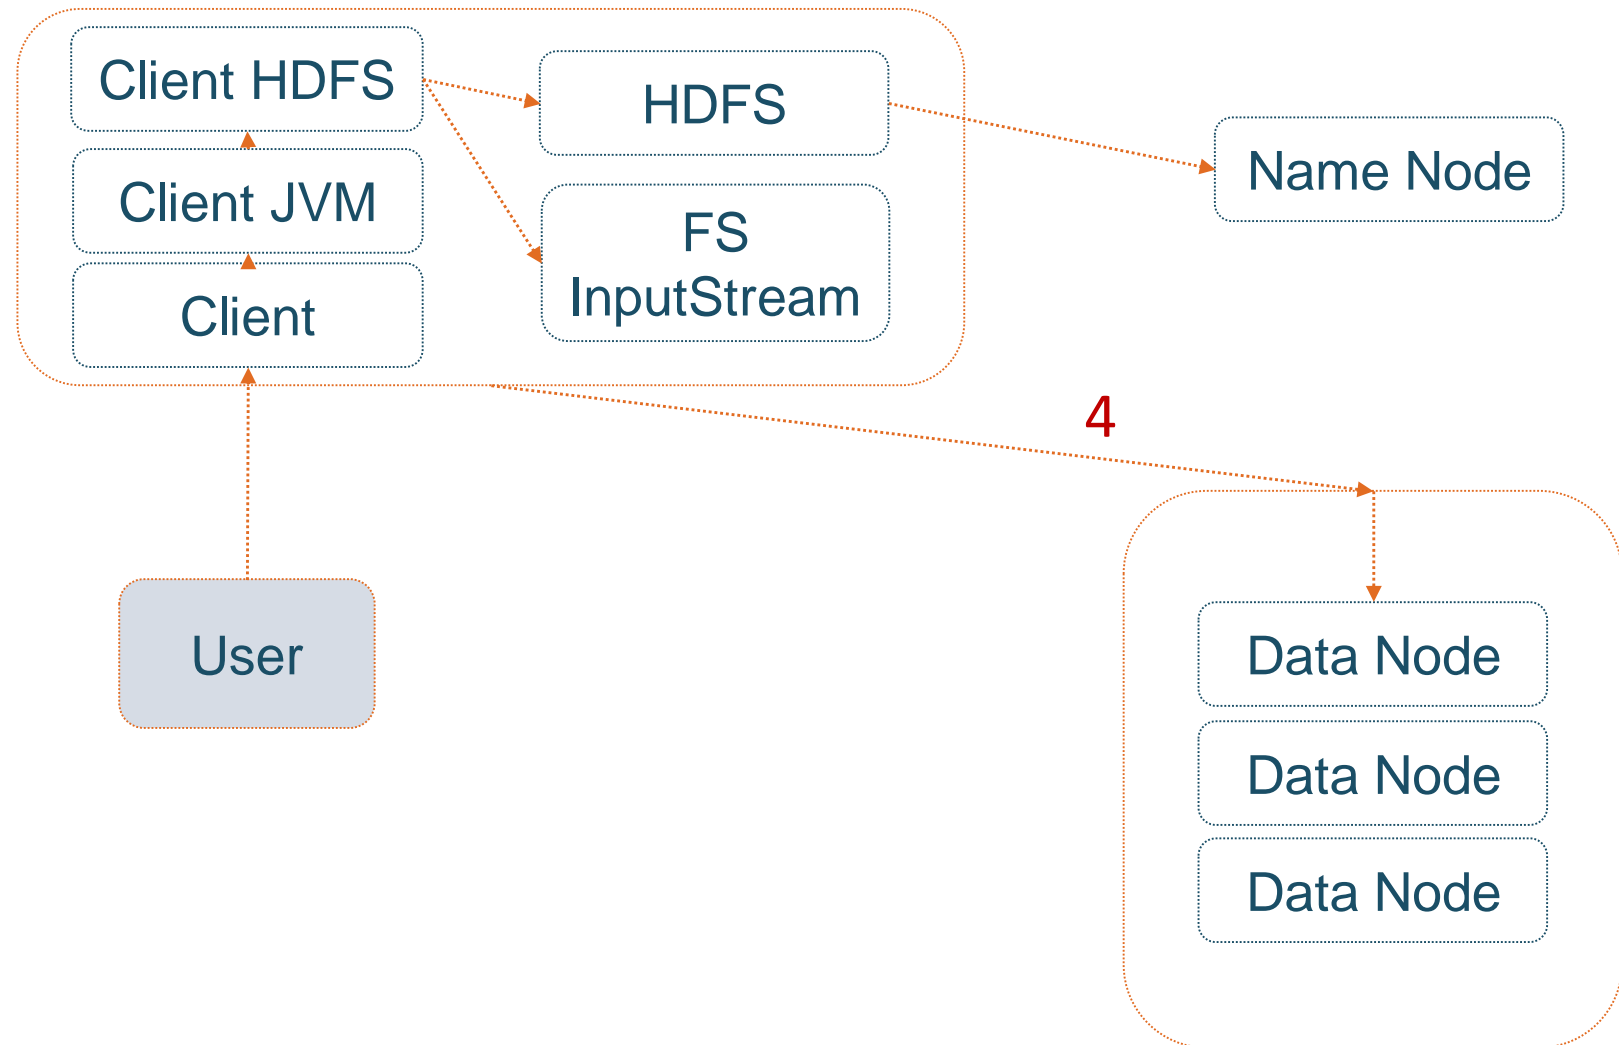 Client HDFS
HDFS
Name Node
Client JVM
FS
InputStream
Client
4
User
Data Node
Data Node
Data Node